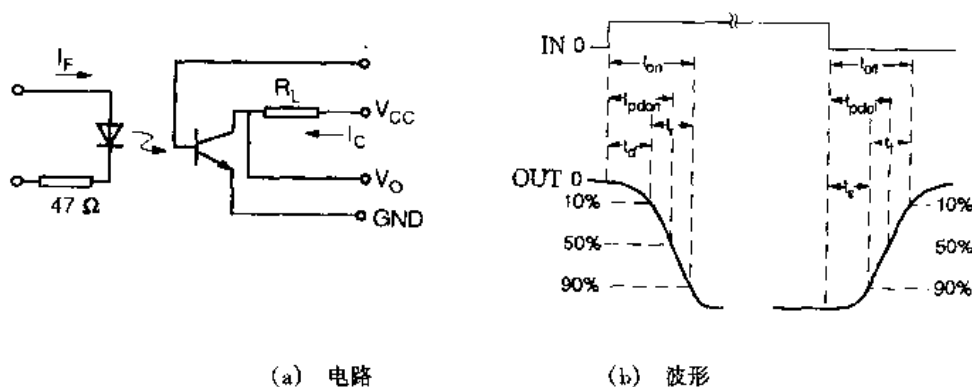 I_F
47 Ω
R_L
V_CC
I_C
V_O
GND
(a) 电路
IN 0
t_on
t_pdon
t_r
t_d
t_off
t_pdof
t_f
t_s
OUT 0
10%
50%
90%
10%
50%
90%
(b) 波形